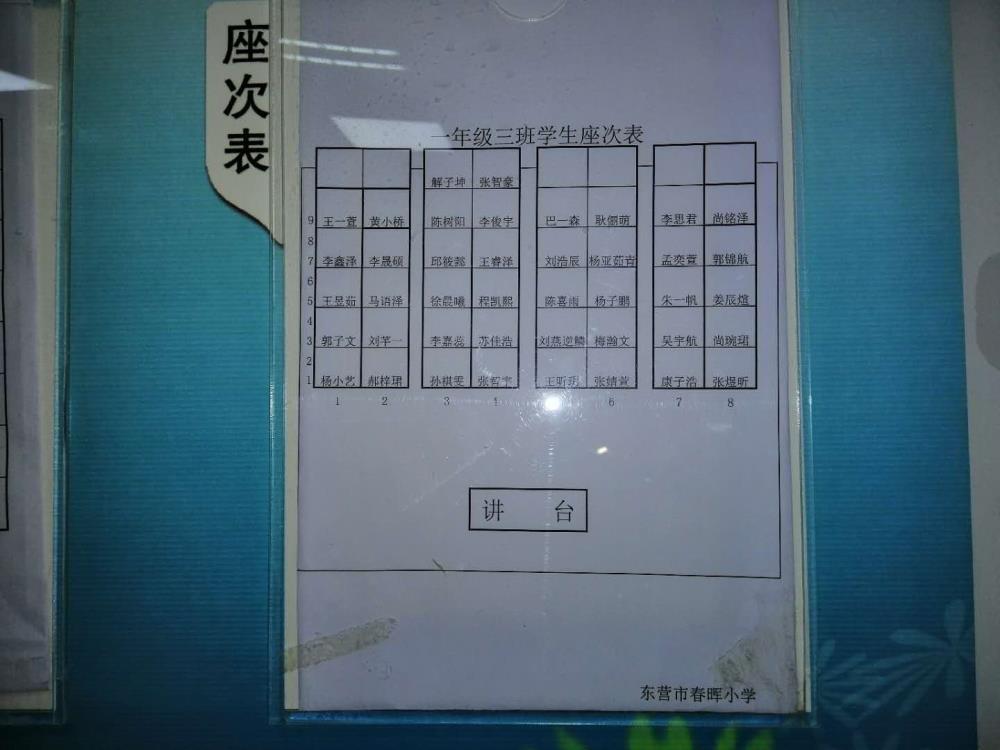 座次表
一年级三班学生座次表
解子坤 张智豪
9 王一萱 黄小桥 陈树阳 李俊宇 巴一森 耿俪萌 李思君 尚铭泽
8
7 李鑫泽 李晟硕 邱筱懿 王睿泽 刘浩辰 杨亚茹青 孟奕萱 郭锦航
6
5 王昱茹 马语泽 徐晨曦 程凯熙 陈喜雨 杨子鹏 朱一帆 姜辰煊
4
3 郭子文 刘芊一 李嘉蕊 苏佳浩 刘燕逆鳞 梅瀚文 吴宇航 尚琬珺
2
1 杨小艺 郝梓珺 孙祺雯 张哲宇 王昕玥 张婧萱 康子浩 张煜昕
1 2 3 4 6 7 8
讲 台
东营市春晖小学